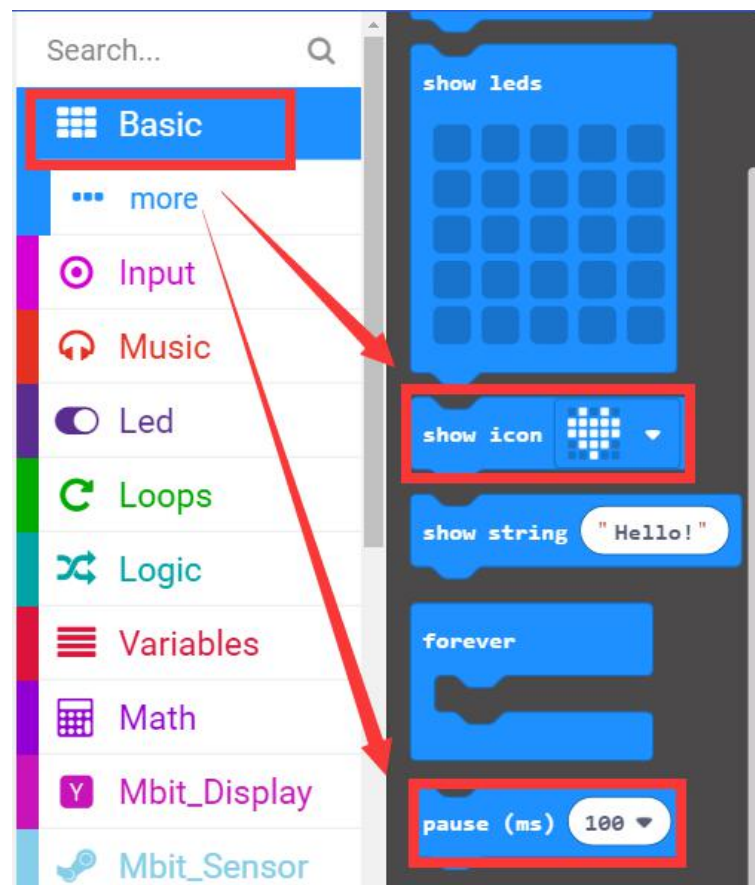 Search...
Basic
more
Input
Music
Led
Loops
Logic
Variables
Math
Y Mbit_Display
Mbit_Sensor
show leds
show icon
show string "Hello!"
forever
pause (ms) 100